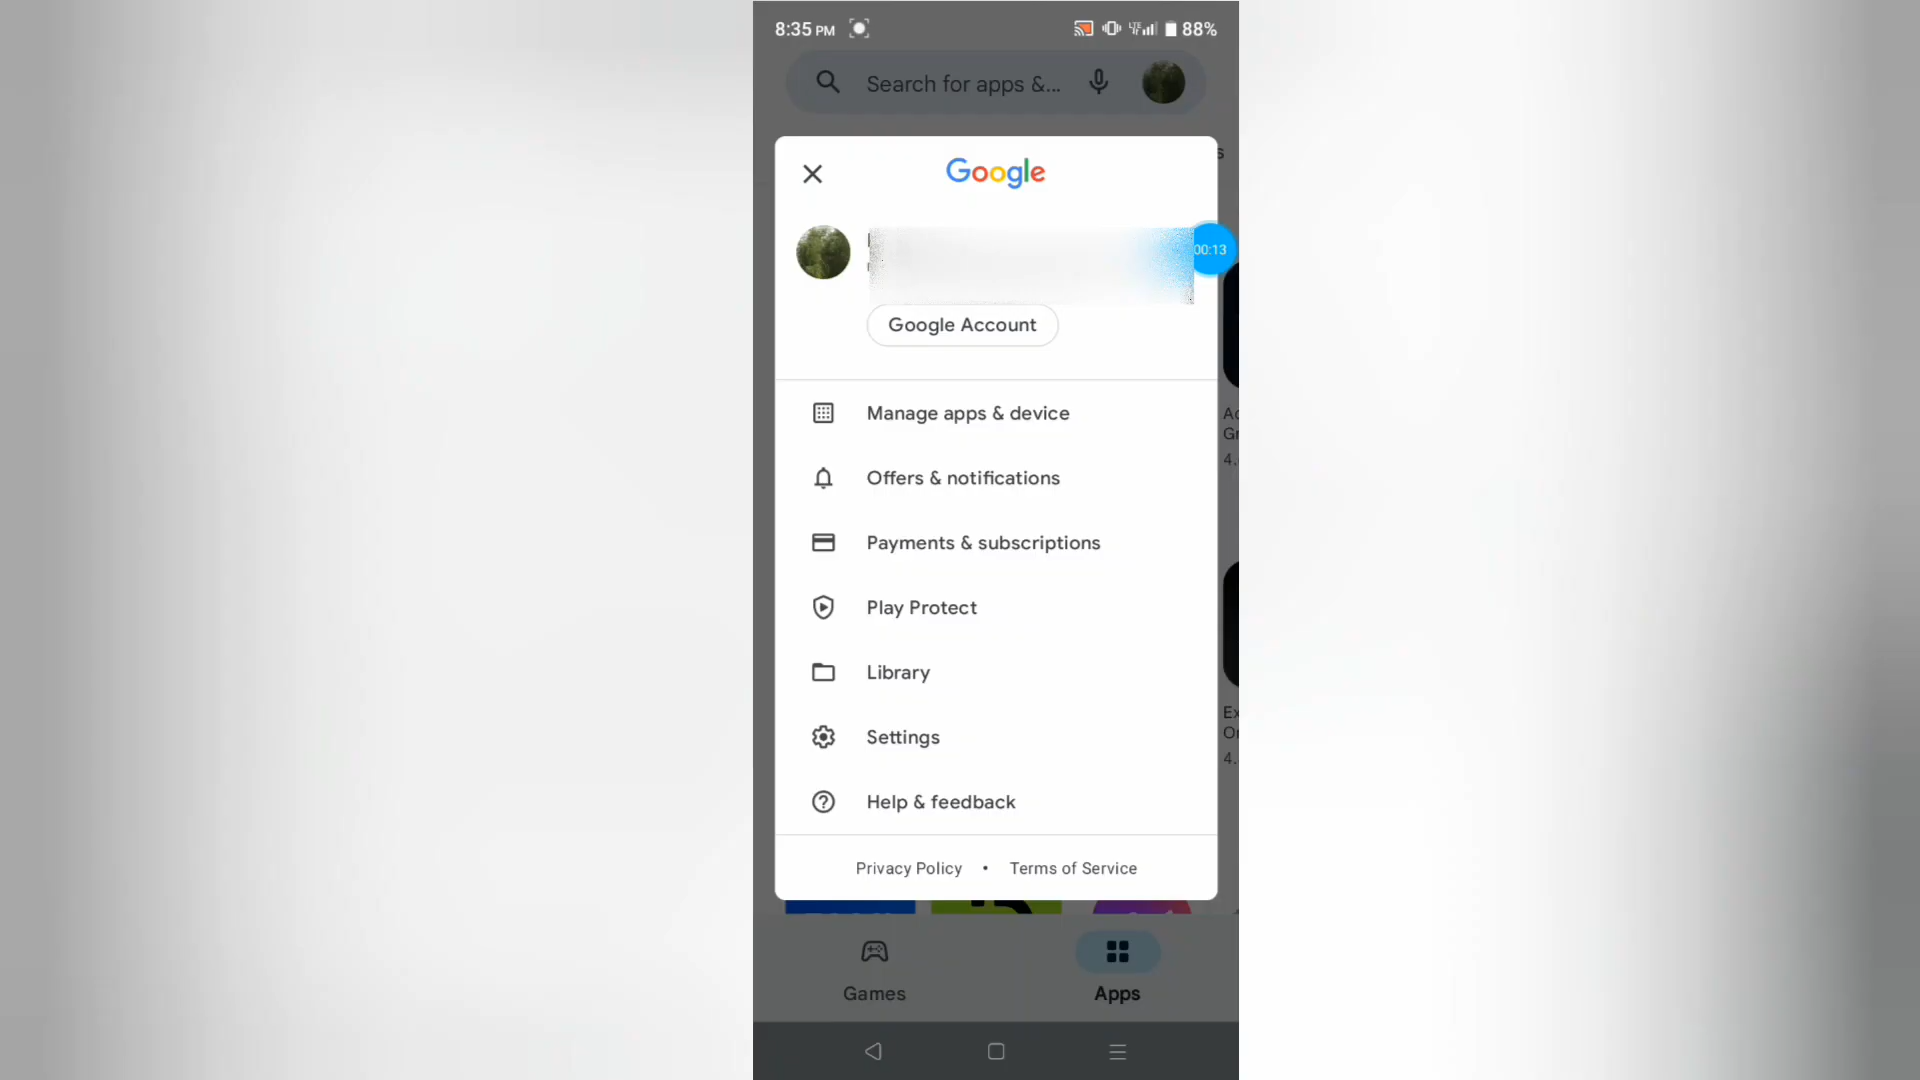 8:35 PM
LTE 88%
Search for apps &...
Google
00:13
Google Account
Manage apps & device
Offers & notifications
Payments & subscriptions
Play Protect
Library
Settings
Help & feedback
Privacy Policy • Terms of Service
Games
Apps